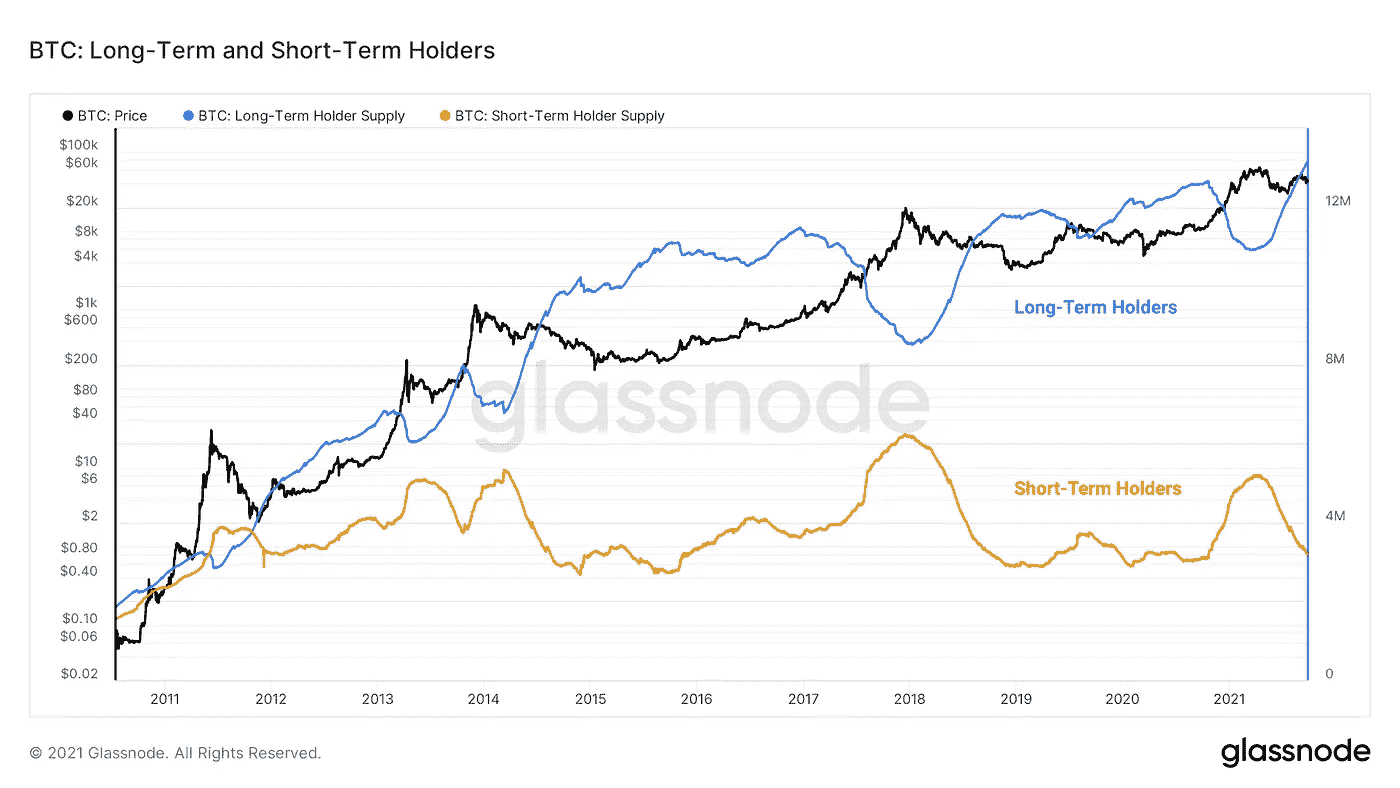 BTC: Long-Term and Short-Term Holders
BTC: Price BTC: Long-Term Holder Supply BTC: Short-Term Holder Supply
$100k
$60k
$20k
$8k
$4k
$1k
$600
$200
$80
$40
$10
$6
$2
$0.80
$0.40
$0.10
$0.06
$0.02
12M
8M
4M
0
Long-Term Holders
glassnode
Short-Term Holders
2011 2012 2013 2014 2015 2016 2017 2018 2019 2020 2021
© 2021 Glassnode. All Rights Reserved.
glassnode